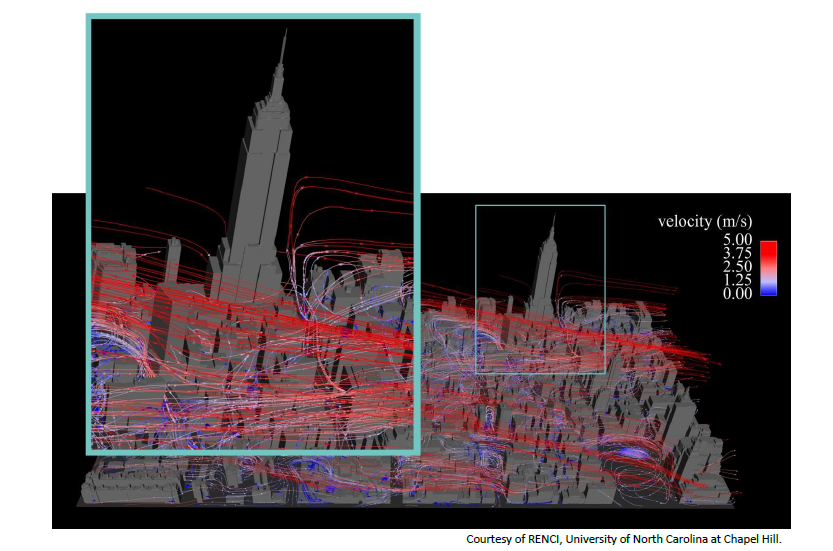 velocity (m/s)
5.00
3.75
2.50
1.25
0.00
Courtesy of RENCI, University of North Carolina at Chapel Hill.